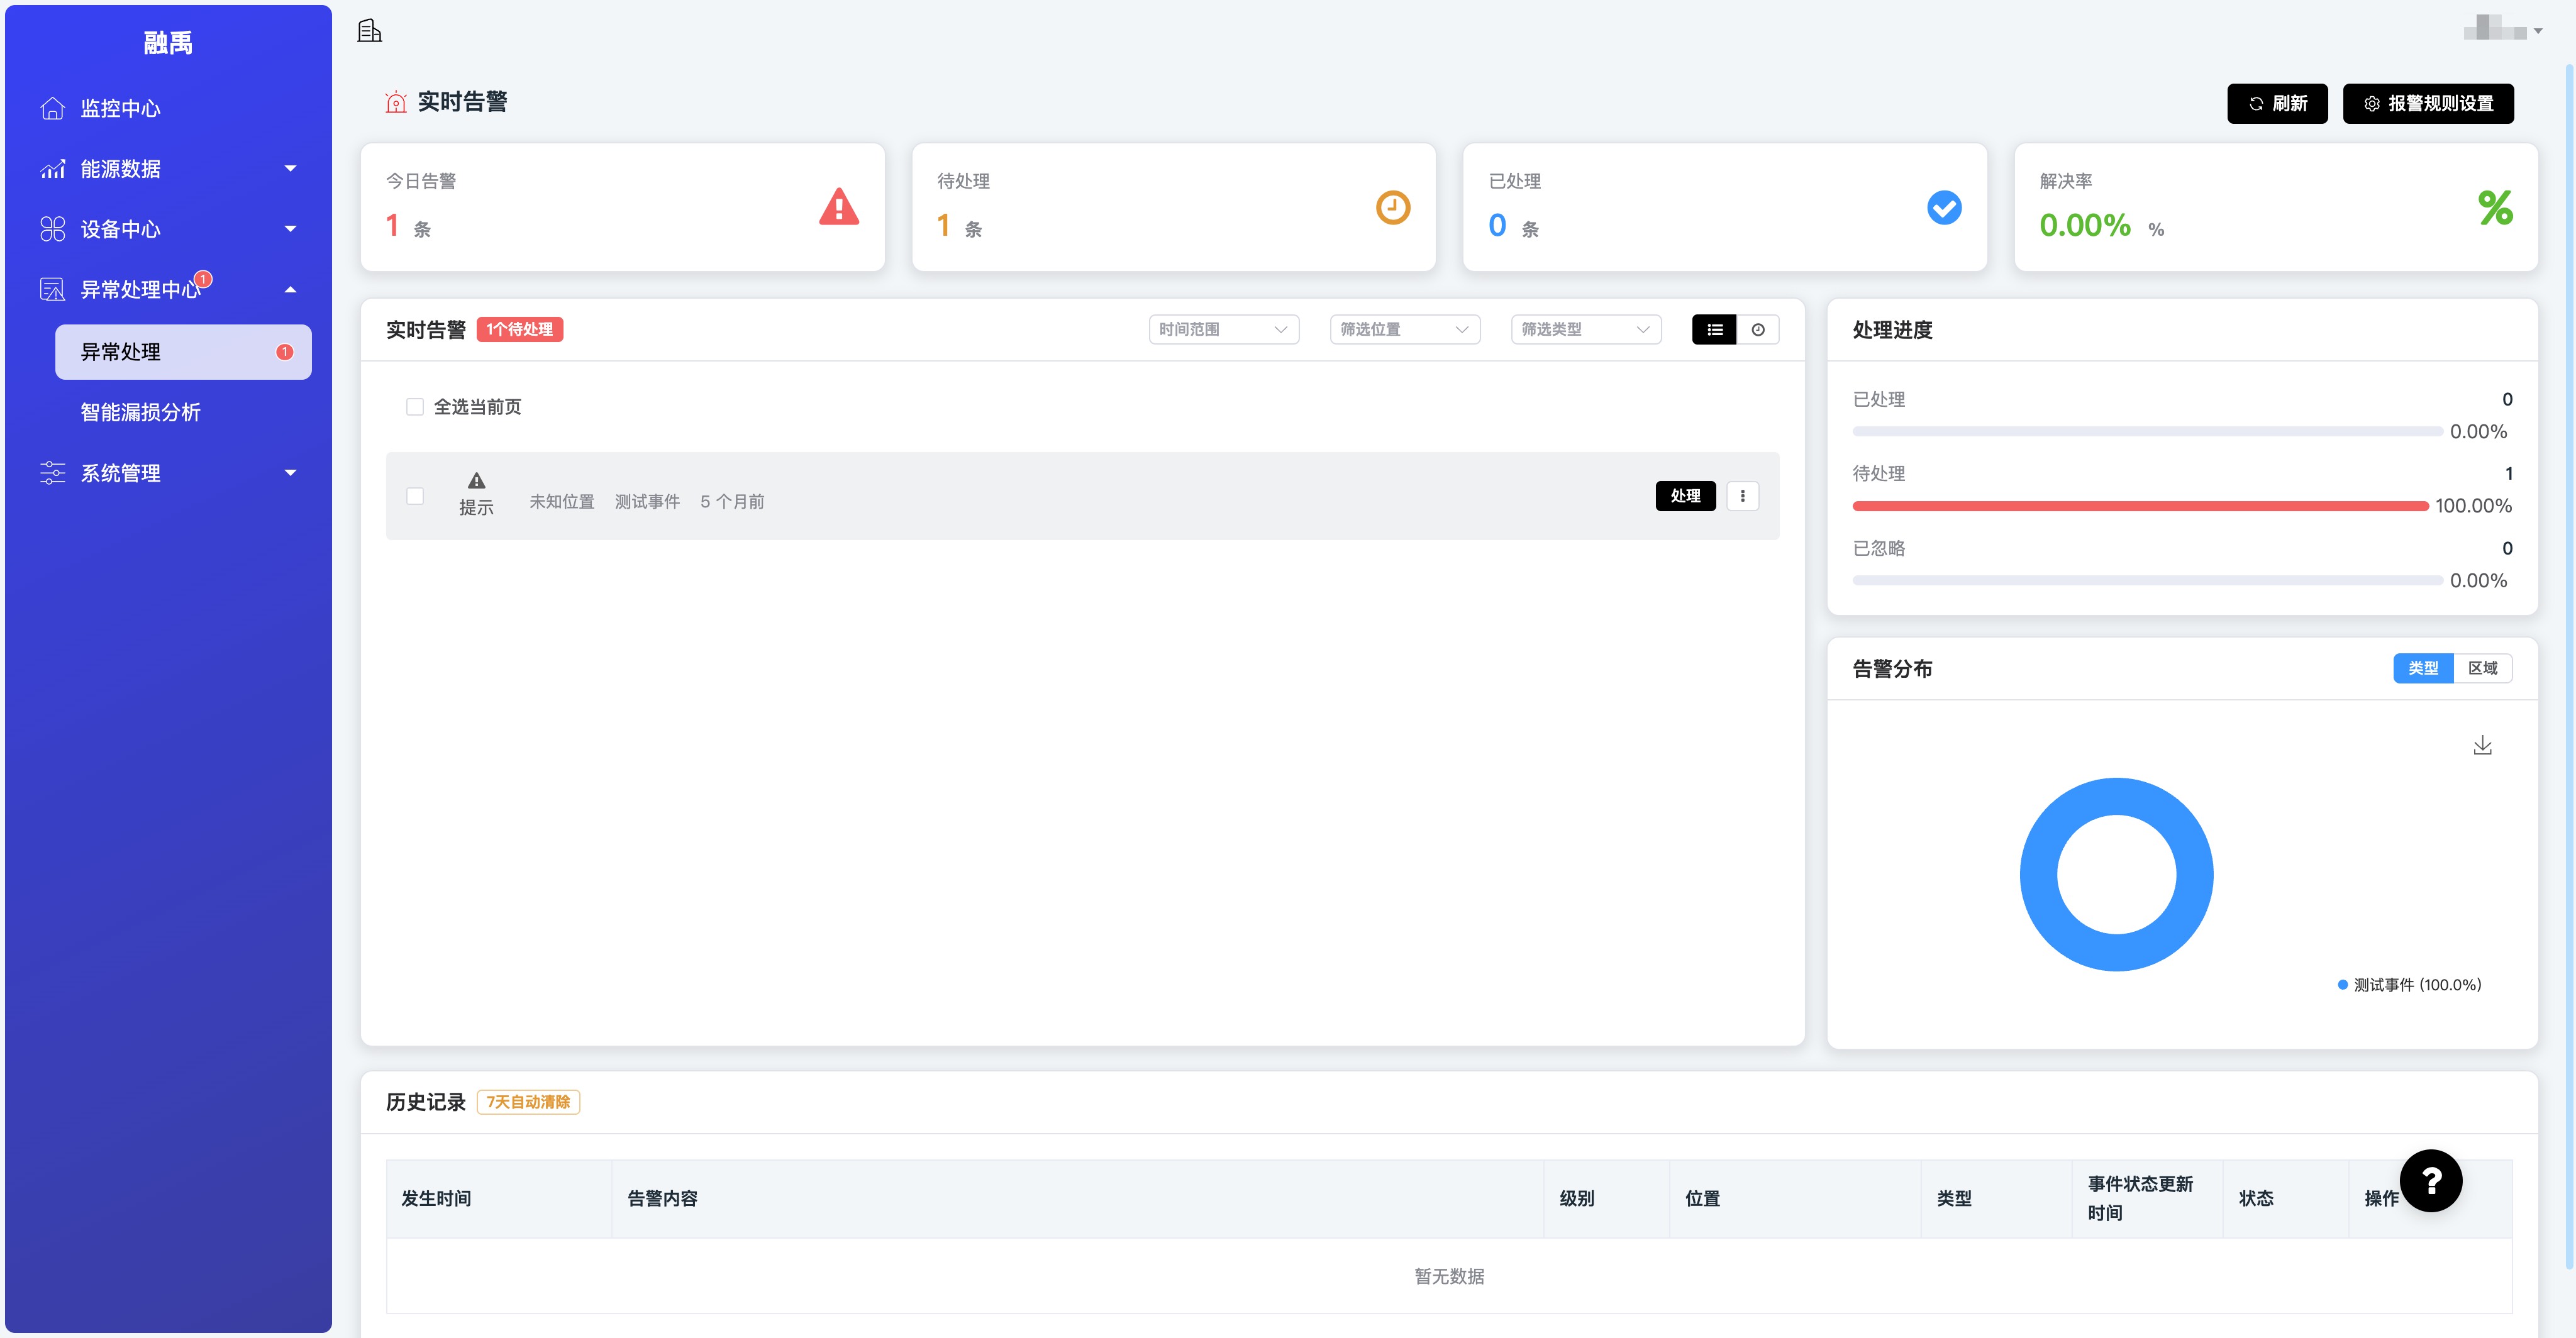 融禹
监控中心
能源数据
设备中心
异常处理中心 1
异常处理 1
智能漏损分析
系统管理
实时告警
刷新 报警规则设置
今日告警
1 条
待处理
1 条
已处理
0 条
解决率
0.00% %
实时告警 1个待处理 时间范围 筛选位置 筛选类型
全选当前页
提示 未知位置 测试事件 5 个月前 处理
处理进度
已处理 0
0.00%
待处理 1
100.00%
已忽略 0
0.00%
告警分布 类型 区域
测试事件 (100.0%)
历史记录 7天自动清除
发生时间 告警内容 级别 位置 类型 事件状态更新时间 状态 操作
暂无数据
?